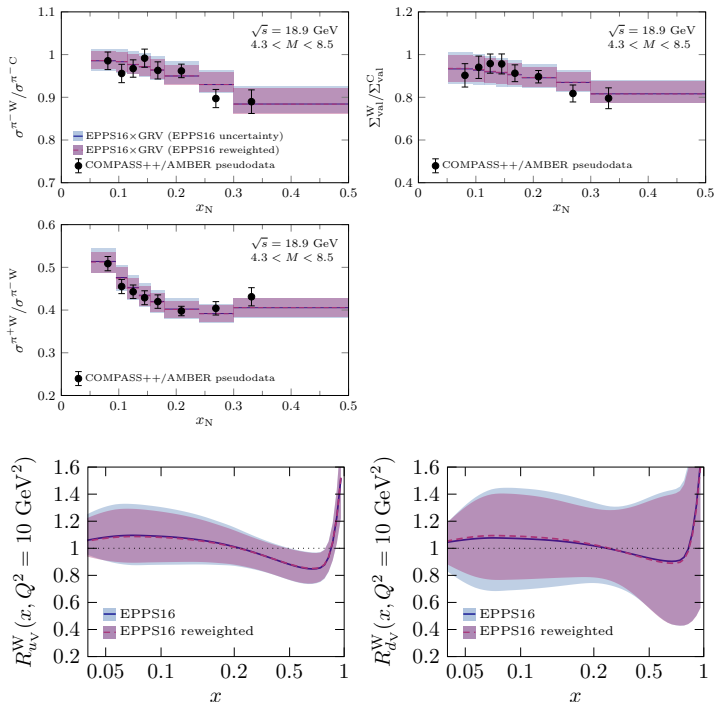 σ^{π^−W}/σ^{π^−C}
1.1
1
0.9
0.8
0.7
√s = 18.9 GeV
4.3 < M < 8.5
EPPS16×GRV (EPPS16 uncertainty)
EPPS16×GRV (EPPS16 reweighted)
COMPASS++/AMBER pseudodata
0 0.1 0.2 0.3 0.4 0.5
x_N
Σ^W_val/Σ^C_val
1.2
1
0.8
0.6
0.4
√s = 18.9 GeV
4.3 < M < 8.5
COMPASS++/AMBER pseudodata
0 0.1 0.2 0.3 0.4 0.5
x_N
σ^{π^+W}/σ^{π^−W}
0.6
0.5
0.4
0.3
0.2
√s = 18.9 GeV
4.3 < M < 8.5
COMPASS++/AMBER pseudodata
0 0.1 0.2 0.3 0.4 0.5
x_N
R^W_{u_V}(x, Q² = 10 GeV²)
1.6
1.4
1.2
1
0.8
0.6
0.4
0.2
EPPS16
EPPS16 reweighted
0.05 0.1 0.2 0.5 1
x
R^W_{d_V}(x, Q² = 10 GeV²)
1.6
1.4
1.2
1
0.8
0.6
0.4
0.2
EPPS16
EPPS16 reweighted
0.05 0.1 0.2 0.5 1
x